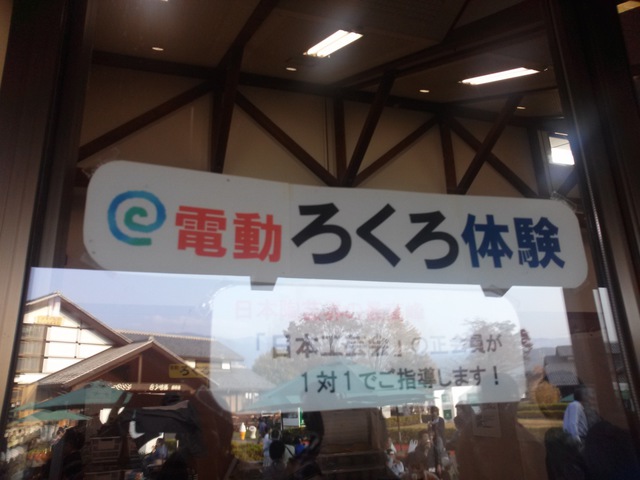 電動ろくろ体験
「日本工芸会」の正会員が
1対1でご指導します!